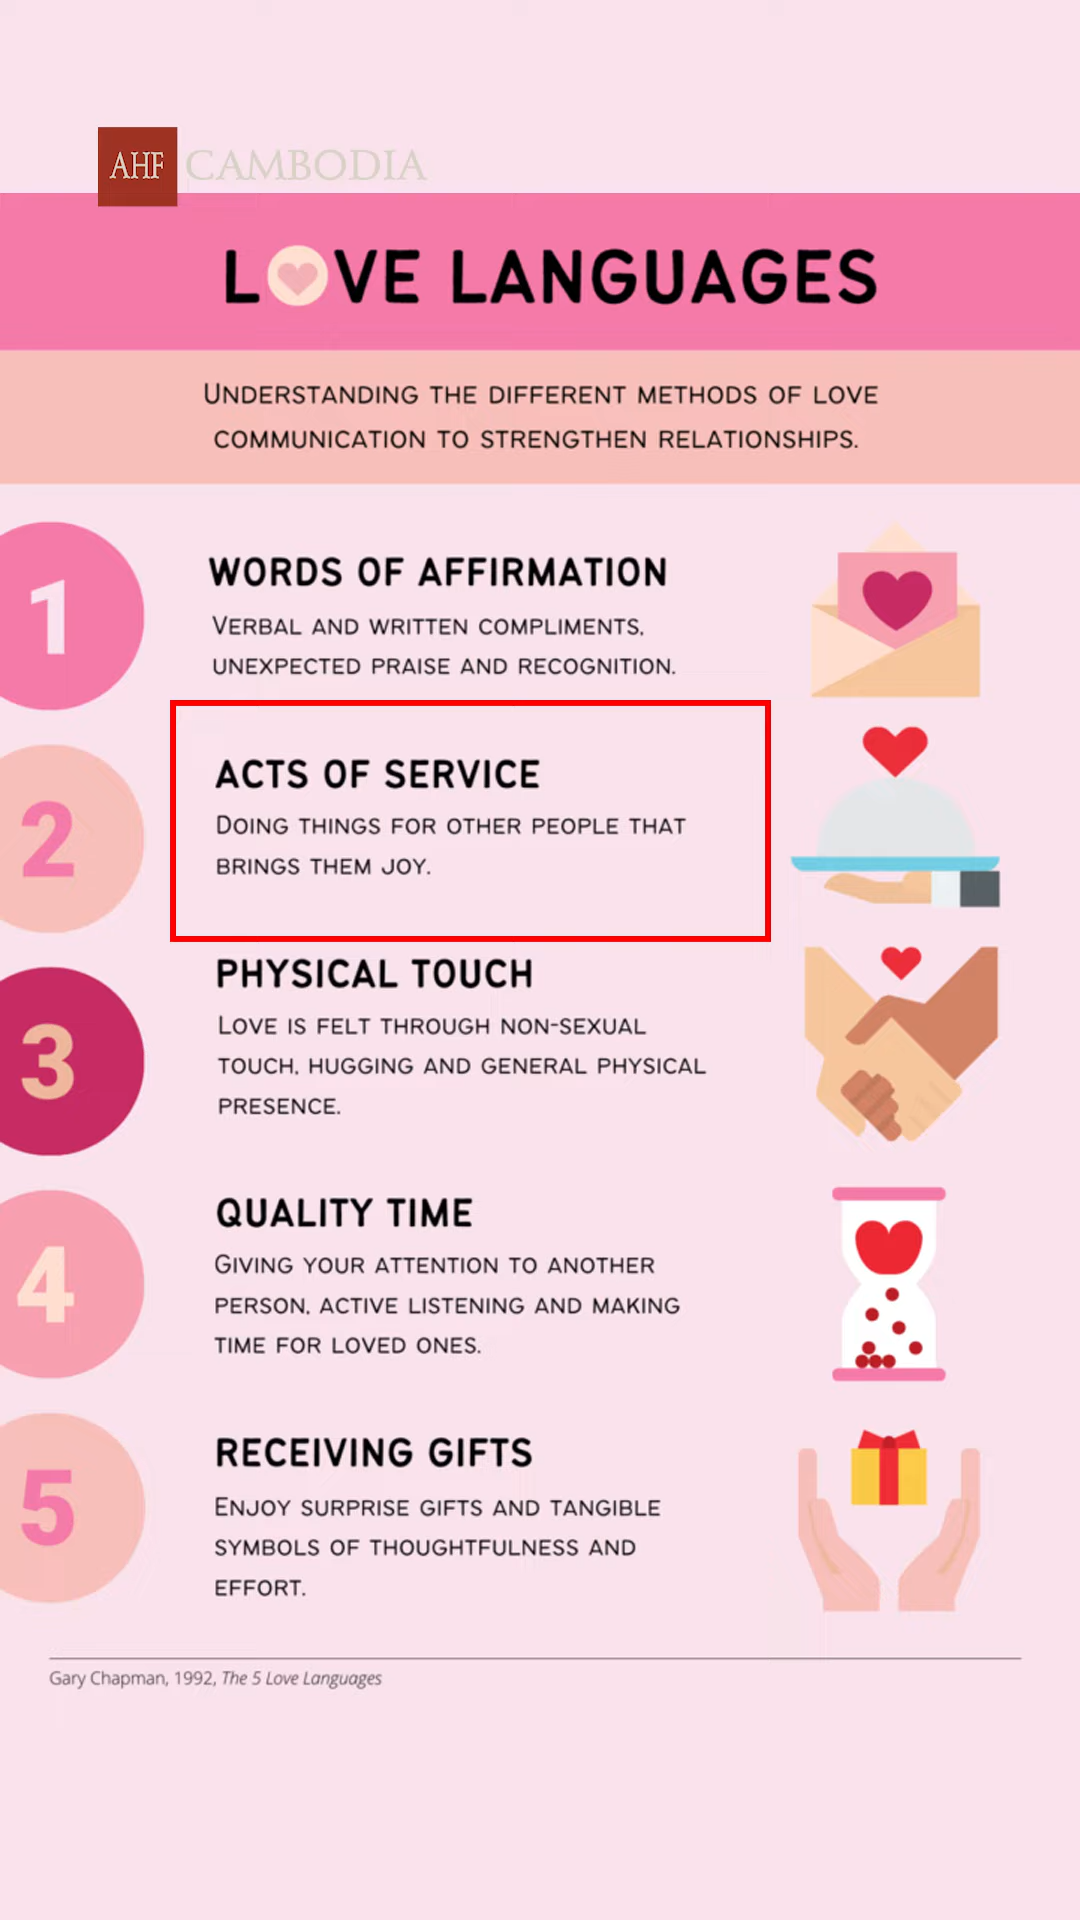 AHF CAMBODIA
LOVE LANGUAGES
UNDERSTANDING THE DIFFERENT METHODS OF LOVE
COMMUNICATION TO STRENGTHEN RELATIONSHIPS.
1
WORDS OF AFFIRMATION
VERBAL AND WRITTEN COMPLIMENTS,
UNEXPECTED PRAISE AND RECOGNITION.
2
ACTS OF SERVICE
DOING THINGS FOR OTHER PEOPLE THAT
BRINGS THEM JOY.
3
PHYSICAL TOUCH
LOVE IS FELT THROUGH NON-SEXUAL
TOUCH, HUGGING AND GENERAL PHYSICAL
PRESENCE.
4
QUALITY TIME
GIVING YOUR ATTENTION TO ANOTHER
PERSON, ACTIVE LISTENING AND MAKING
TIME FOR LOVED ONES.
5
RECEIVING GIFTS
ENJOY SURPRISE GIFTS AND TANGIBLE
SYMBOLS OF THOUGHTFULNESS AND
EFFORT.
Gary Chapman, 1992, The 5 Love Languages